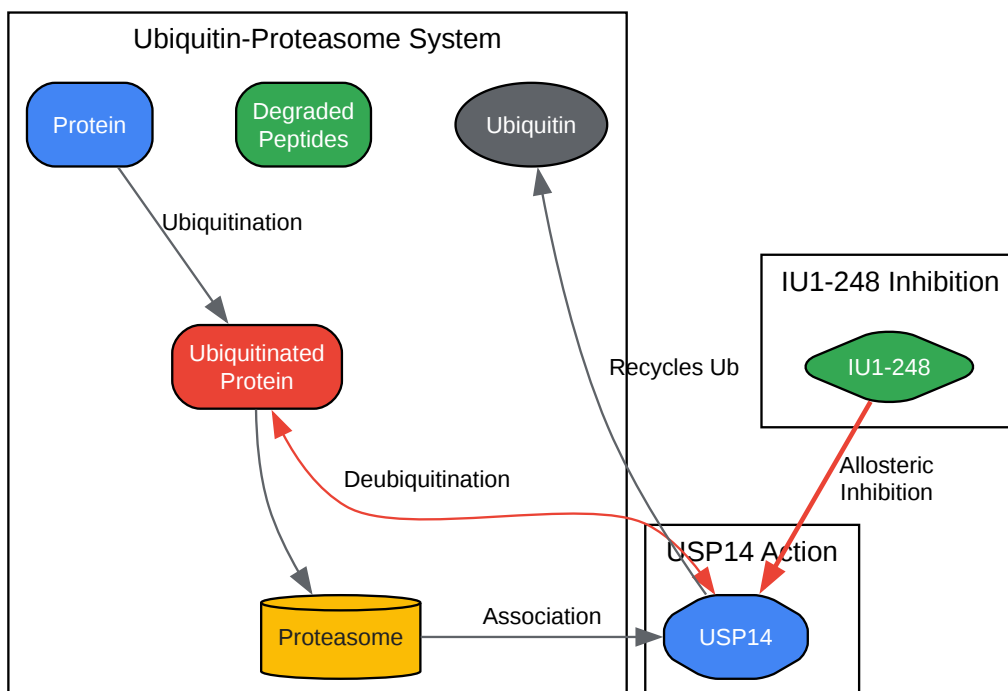 Ubiquitin-Proteasome System
Protein
Degraded
Peptides
Ubiquitin
Ubiquitination
IU1-248 Inhibition
Ubiquitinated
Protein
Recycles Ub
IU1-248
Deubiquitination
Allosteric
Inhibition
USP14 Action
Proteasome
Association
USP14